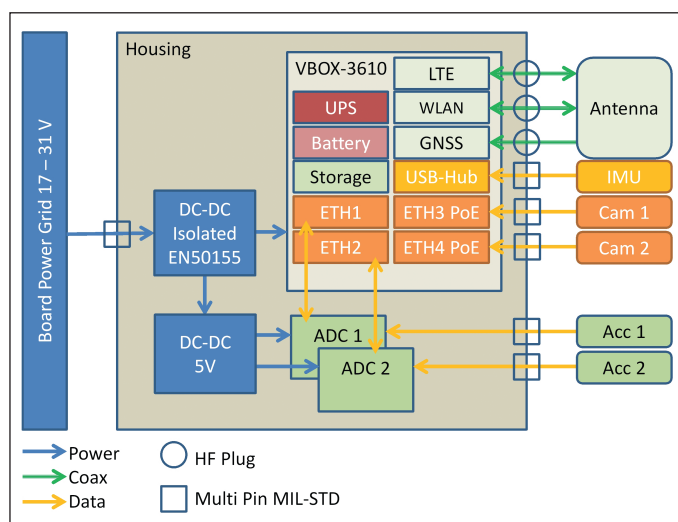 Housing
Board Power Grid 17 – 31 V
VBOX-3610
LTE
UPS
WLAN
Battery
GNSS
Storage
USB-Hub
ETH1
ETH3 PoE
ETH2
ETH4 PoE
Antenna
IMU
Cam 1
Cam 2
DC-DC
Isolated
EN50155
DC-DC
5V
ADC 1
ADC 2
Acc 1
Acc 2
Power
Coax
Data
HF Plug
Multi Pin MIL-STD